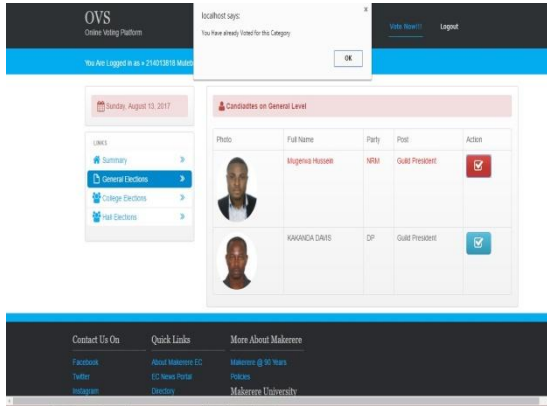 OVS
Online Voting Platform
localhost says:
x
You Have already Voted for this Category
OK
Vote Now!!!
Logout
You Are Logged in as » 214013818 Muteb
Sunday, August 13, 2017
Candiadtes on General Level
LINKS
Summary
General Elections
College Elections
Hall Elections
Photo Full Name Party Post Action
Mugerwa Hussein NRM Guild President
KAKANDA DAVIS DP Guild President
Contact Us On
Facebook
Twitter
Instagram
Quick Links
About Makerere EC
EC News Portal
Directory
More About Makerere
Makerere @ 90 Years
Policies
Makerere University